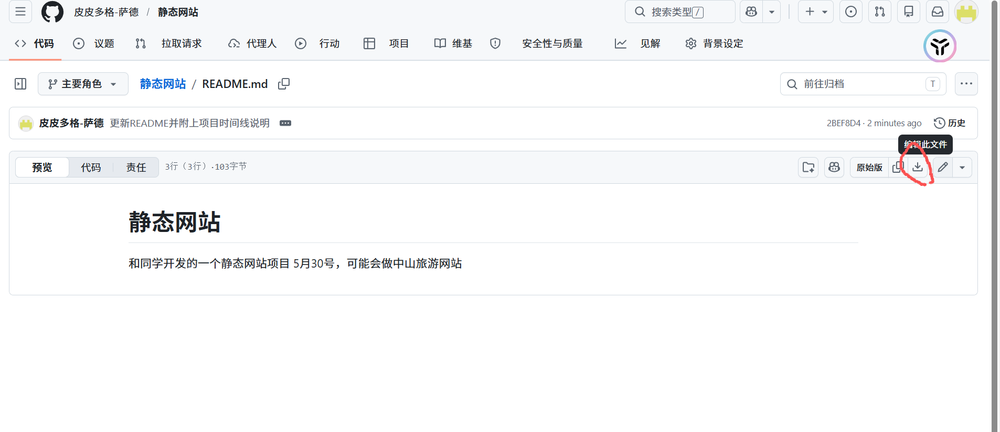 皮皮多格-萨德 / 静态网站
搜索类型 /
代码 议题 拉取请求 代理人 行动 项目 维基 安全性与质量 见解 背景设定
主要角色 静态网站 / README.md
前往归档 T
皮皮多格-萨德 更新README并附上项目时间线说明
2BEF8D4 · 2 minutes ago 历史
编辑此文件
预览 代码 责任 3行（3行）·103字节
原始版
静态网站
和同学开发的一个静态网站项目 5月30号，可能会做中山旅游网站